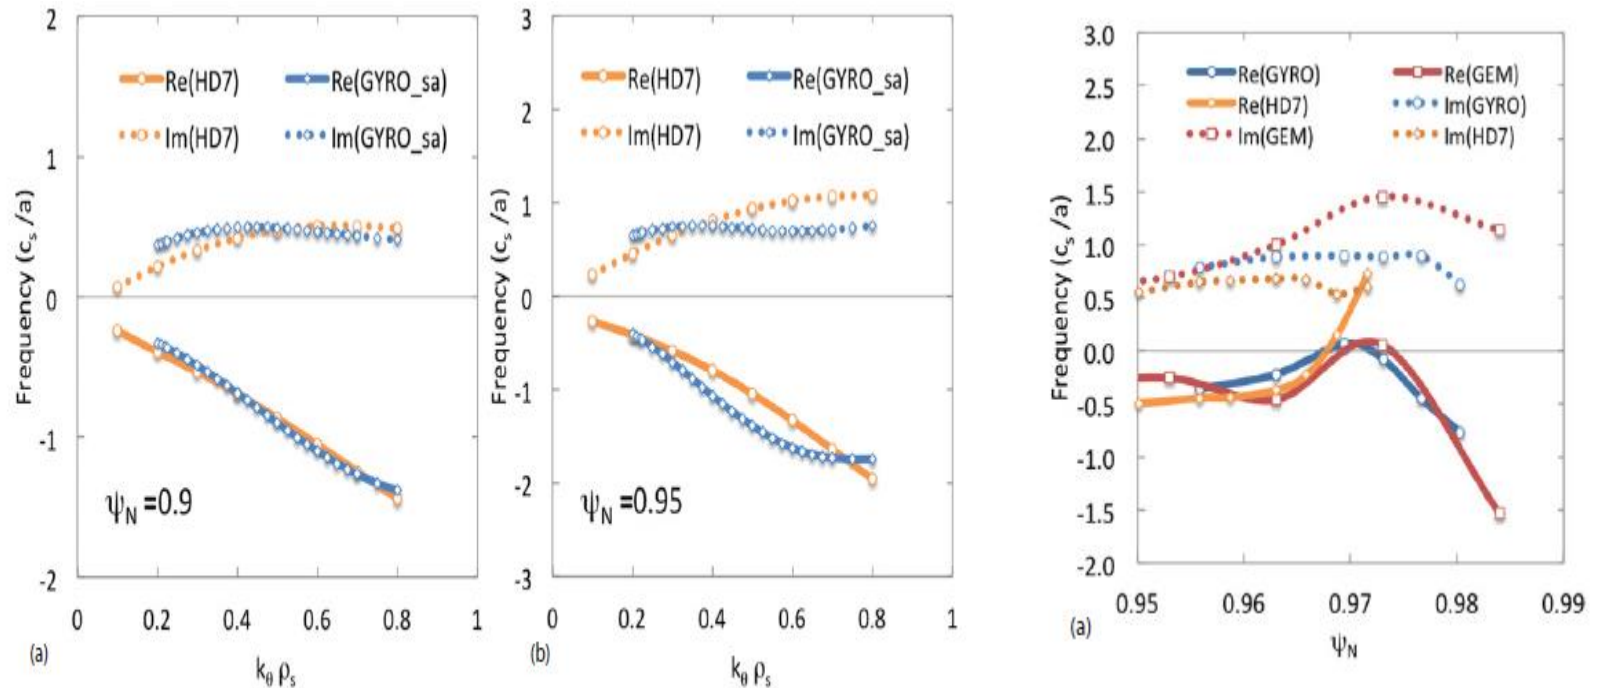 2
1
0
-1
-2
Frequency (cₛ /a)
Re(HD7)
Re(GYRO_sa)
Im(HD7)
Im(GYRO_sa)
ψN =0.9
0 0.2 0.4 0.6 0.8 1
kθ ρₛ
(a)
3
2
1
0
-1
-2
-3
Frequency (cₛ /a)
Re(HD7)
Re(GYRO_sa)
Im(HD7)
Im(GYRO_sa)
ψN =0.95
0 0.2 0.4 0.6 0.8 1
kθ ρₛ
(b)
3.0
2.5
2.0
1.5
1.0
0.5
0.0
-0.5
-1.0
-1.5
-2.0
Frequency (cₛ /a)
Re(GYRO)
Re(GEM)
Re(HD7)
Im(GYRO)
Im(GEM)
Im(HD7)
0.95 0.96 0.97 0.98 0.99
ψN
(a)